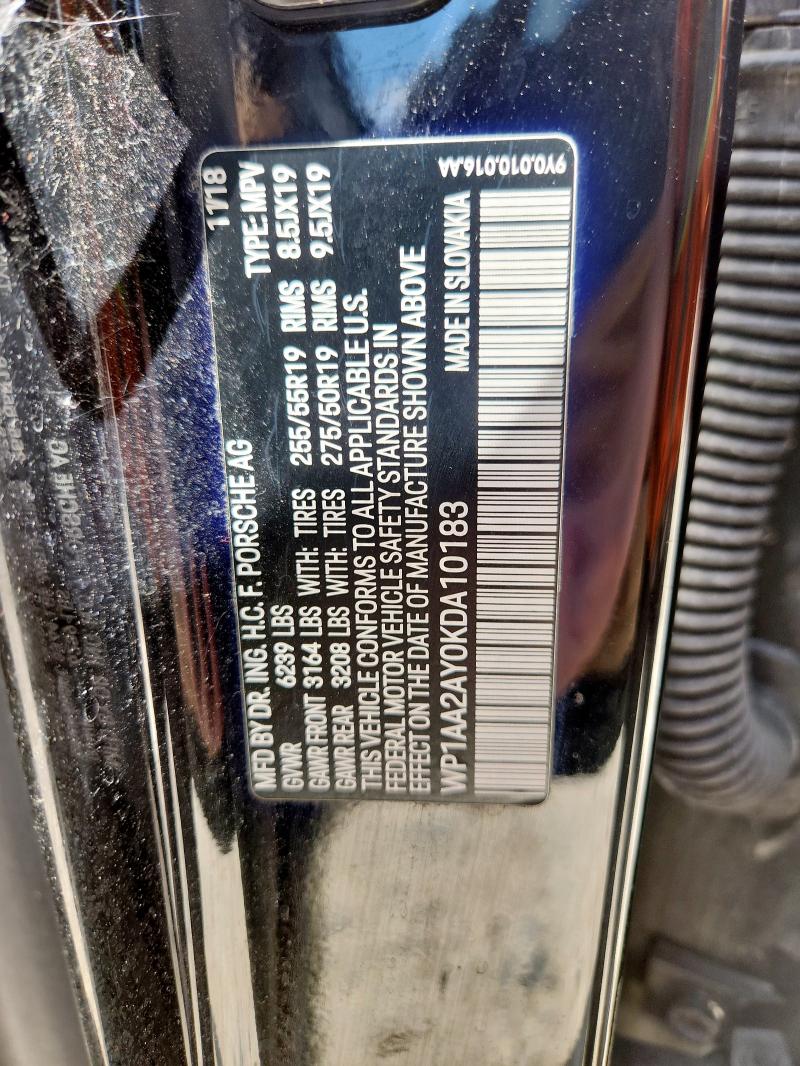 MFD BY DR. ING. H.C. F. PORSCHE AG 11/18
GVWR 6239 LBS TYPE: MPV
GAWR FRONT 3164 LBS WITH: TIRES 255/55R19 RIMS 8.5JX19
GAWR REAR 3208 LBS WITH: TIRES 275/50R19 RIMS 9.5JX19
THIS VEHICLE CONFORMS TO ALL APPLICABLE U.S.
FEDERAL MOTOR VEHICLE SAFETY STANDARDS IN
EFFECT ON THE DATE OF MANUFACTURE SHOWN ABOVE
WP1AA2AY0KDA10183 MADE IN SLOVAKIA
9Y0.010.016.AA